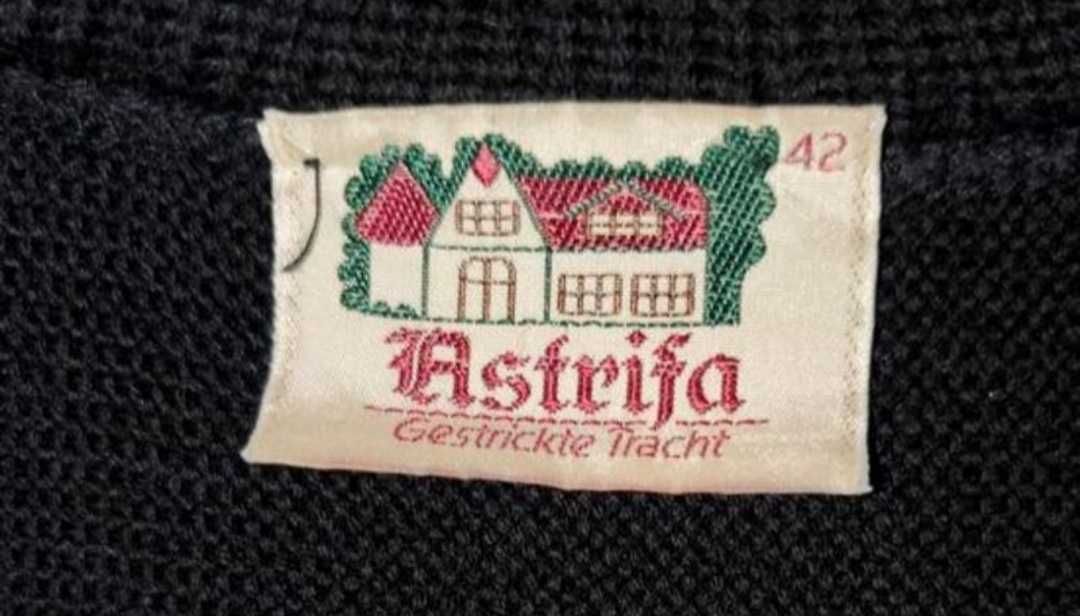 42
Astrifa
Gestrickte Tracht